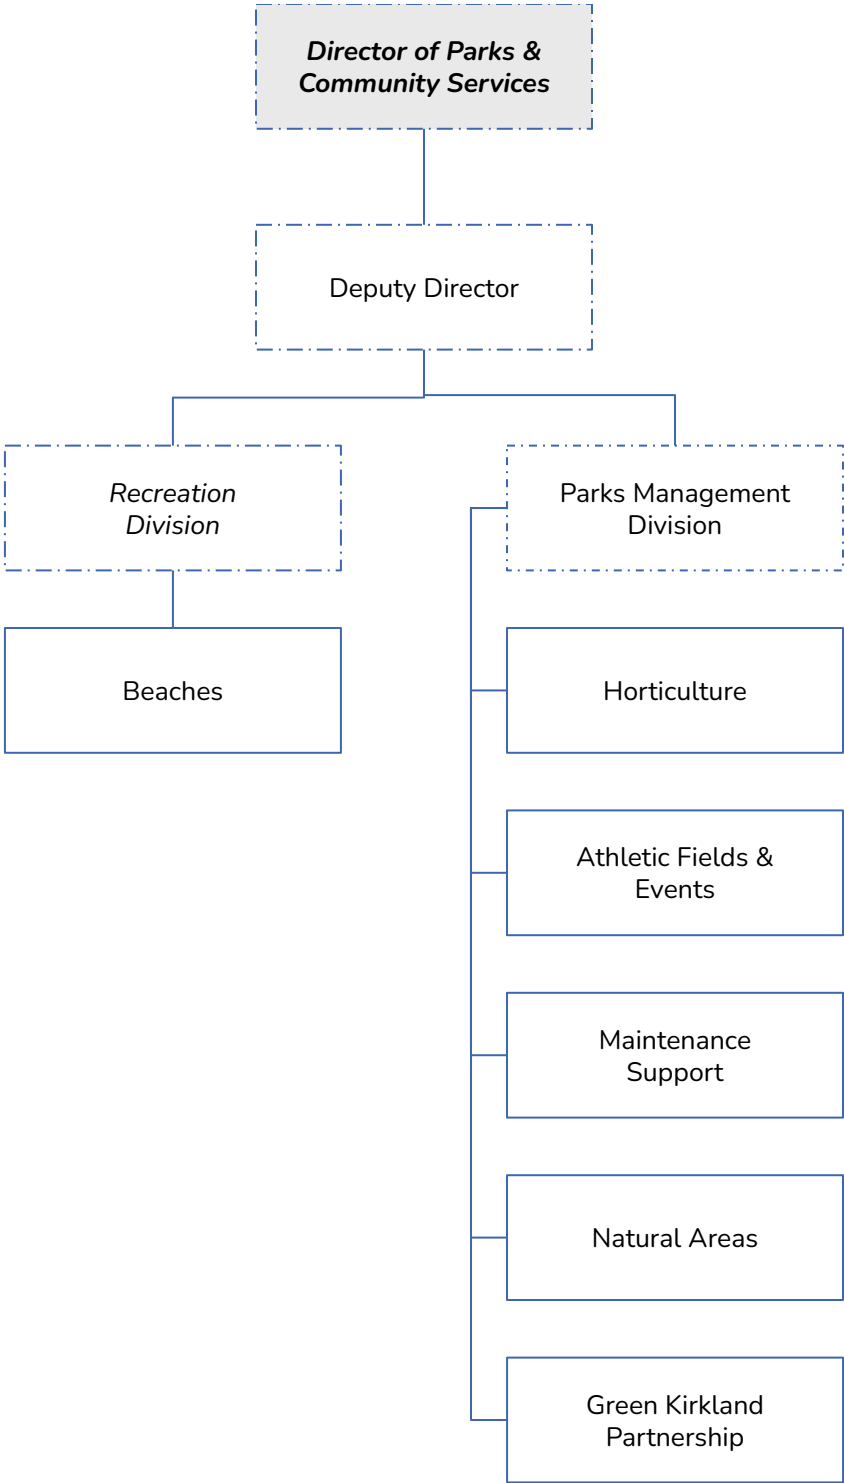 Director of Parks &
Community Services
Deputy Director
Recreation
Division
Parks Management
Division
Beaches
Horticulture
Athletic Fields &
Events
Maintenance
Support
Natural Areas
Green Kirkland
Partnership